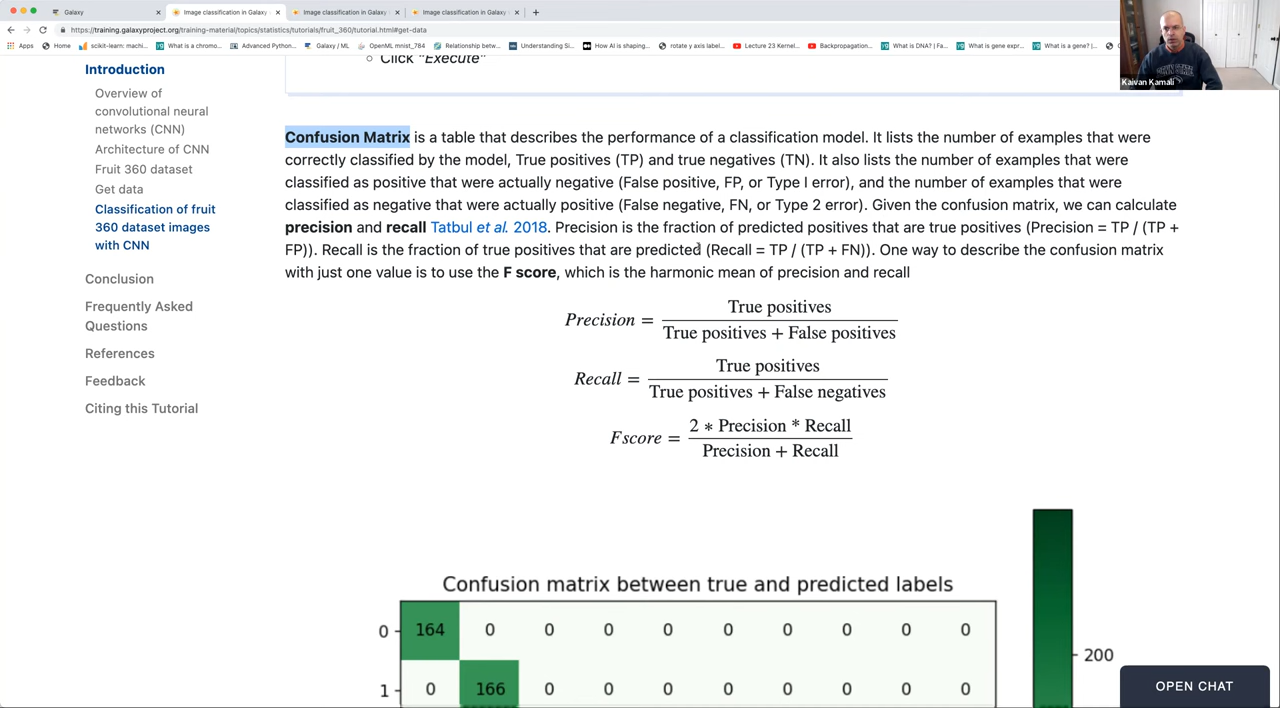 Galaxy
Image classification in Galaxy
Image classification in Galaxy
Image classification in Galaxy
https://training.galaxyproject.org/training-material/topics/statistics/tutorials/fruit_360/tutorial.html#get-data
Apps Home scikit-learn: machi... What is a chromo... Advanced Python... Galaxy / ML OpenML mnist_784 Relationship betw... Understanding Si... How AI is shaping... rotate y axis label... Lecture 23 Kernel... Backpropagation... What is DNA? | Fa... What is gene expr... What is a gene?
Kaivan Kamali
Introduction
Overview of
convolutional neural
networks (CNN)
Architecture of CNN
Fruit 360 dataset
Get data
Classification of fruit
360 dataset images
with CNN
Conclusion
Frequently Asked
Questions
References
Feedback
Citing this Tutorial
Click "Execute"
Confusion Matrix is a table that describes the performance of a classification model. It lists the number of examples that were
correctly classified by the model, True positives (TP) and true negatives (TN). It also lists the number of examples that were
classified as positive that were actually negative (False positive, FP, or Type I error), and the number of examples that were
classified as negative that were actually positive (False negative, FN, or Type 2 error). Given the confusion matrix, we can calculate
precision and recall Tatbul et al. 2018. Precision is the fraction of predicted positives that are true positives (Precision = TP / (TP +
FP)). Recall is the fraction of true positives that are predicted (Recall = TP / (TP + FN)). One way to describe the confusion matrix
with just one value is to use the F score, which is the harmonic mean of precision and recall
Precision = True positives / True positives + False positives
Recall = True positives / True positives + False negatives
Fscore = 2 * Precision * Recall / Precision + Recall
Confusion matrix between true and predicted labels
0 164 0 0 0 0 0 0 0 0 0
1 0 166 0 0 0 0 0 0 0 0
200
OPEN CHAT